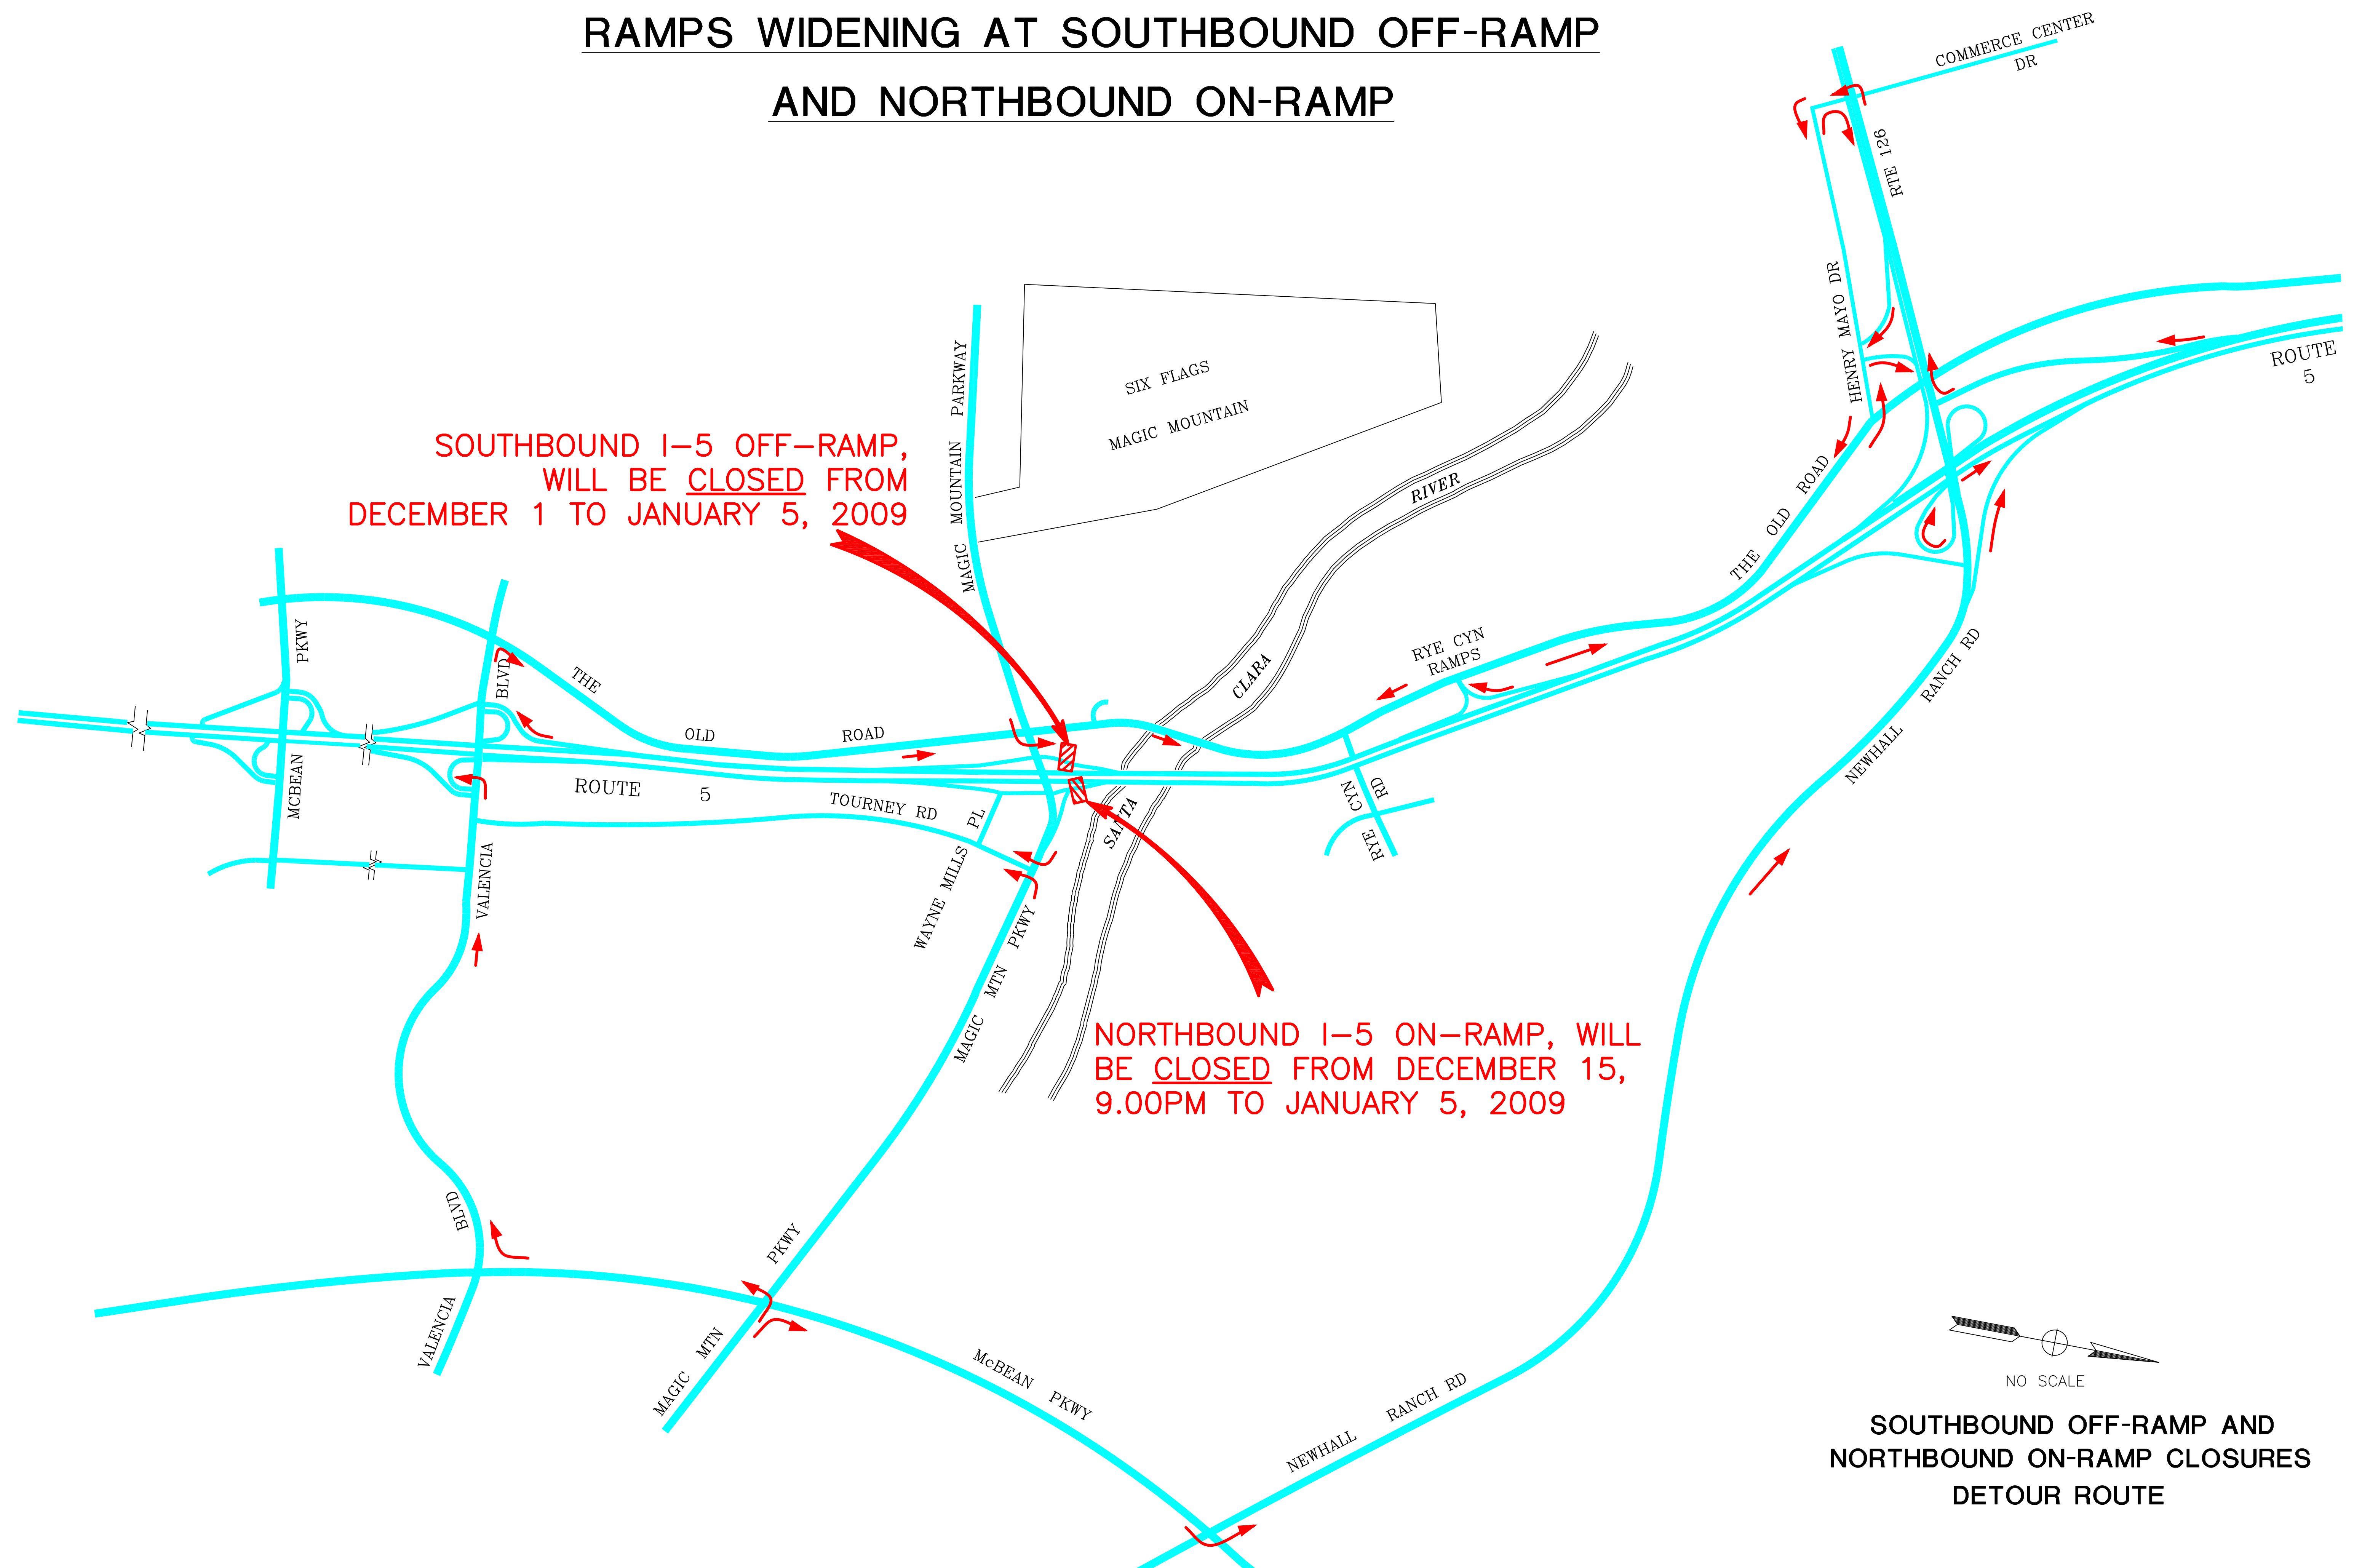 RAMPS WIDENING AT SOUTHBOUND OFF-RAMP
AND NORTHBOUND ON-RAMP
COMMERCE CENTER
DR
RTE 126
HENRY MAYO DR
ROUTE
5
SIX FLAGS
MAGIC MOUNTAIN
MAGIC MOUNTAIN PARKWAY
SOUTHBOUND I-5 OFF-RAMP,
WILL BE CLOSED FROM
DECEMBER 1 TO JANUARY 5, 2009
RIVER
CLARA
SANTA
THE OLD ROAD
RYE CYN
RAMPS
PKWY
MCBEAN
BLVD
VALENCIA
THE OLD ROAD
ROUTE 5
TOURNEY RD
WAYNE MILLS PL
RYE CYN RD
NEWHALL RANCH RD
MAGIC MTN PKWY
NORTHBOUND I-5 ON-RAMP, WILL
BE CLOSED FROM DECEMBER 15,
9.00PM TO JANUARY 5, 2009
VALENCIA BLVD
MAGIC MTN PKWY
McBEAN PKWY
NEWHALL RANCH RD
NO SCALE
SOUTHBOUND OFF-RAMP AND
NORTHBOUND ON-RAMP CLOSURES
DETOUR ROUTE